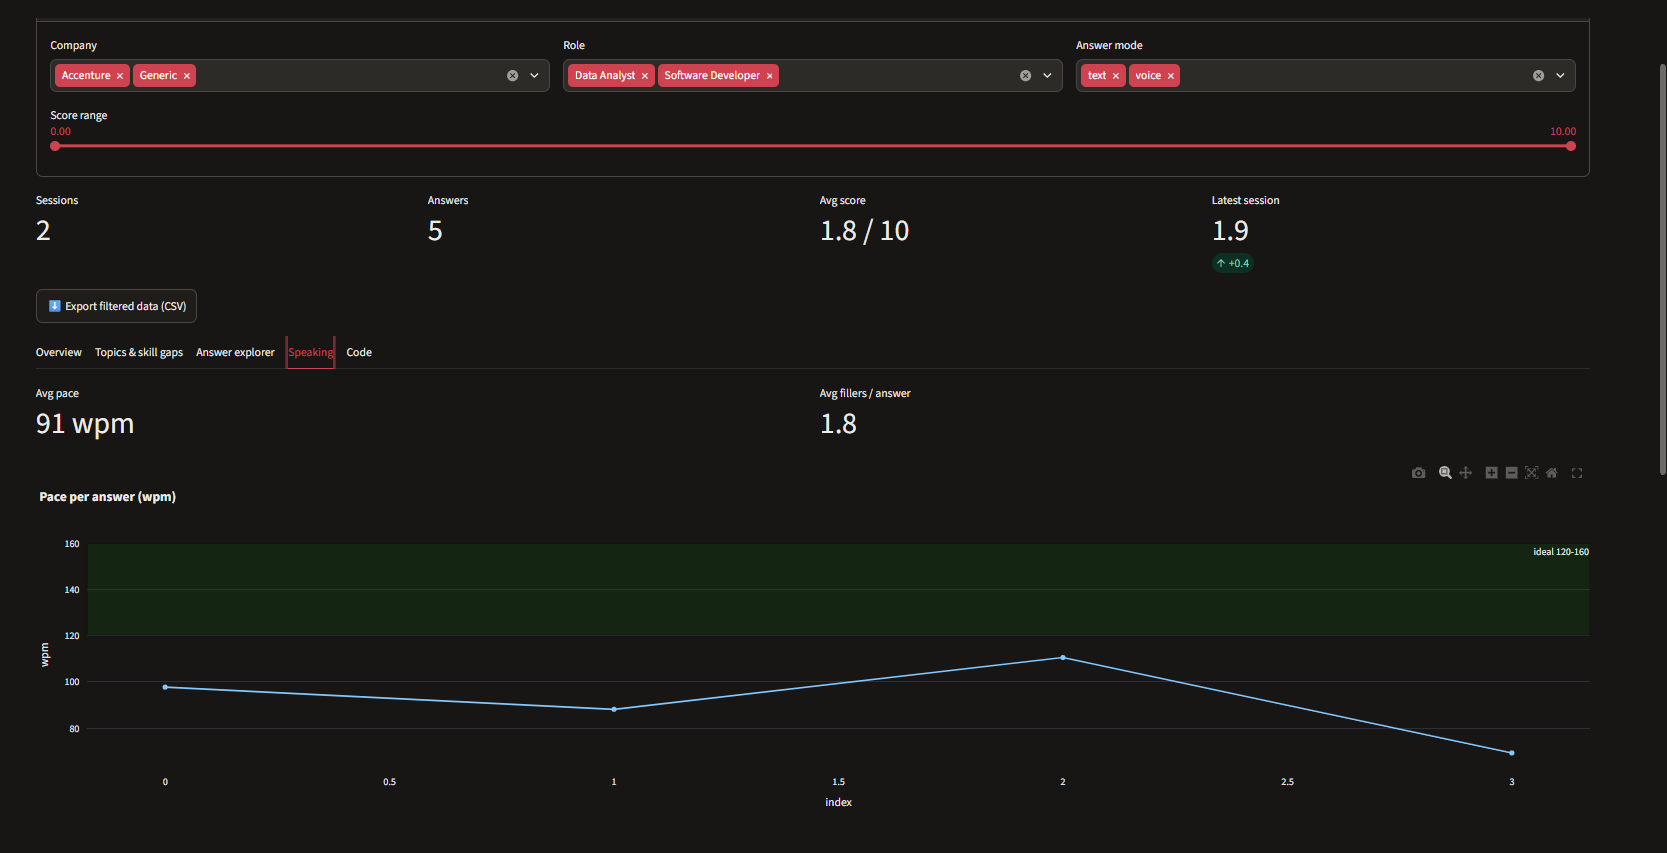 Company Role Answer mode
Accenture × Generic × Data Analyst × Software Developer × text × voice ×
Score range
0.00 10.00
Sessions Answers Avg score Latest session
2 5 1.8 / 10 1.9
↑ +0.4
Export filtered data (CSV)
Overview Topics & skill gaps Answer explorer Speaking Code
Avg pace Avg fillers / answer
91 wpm 1.8
Pace per answer (wpm)
160
ideal 120-160
140
120
wpm
100
80
0 0.5 1 1.5 2 2.5 3
index